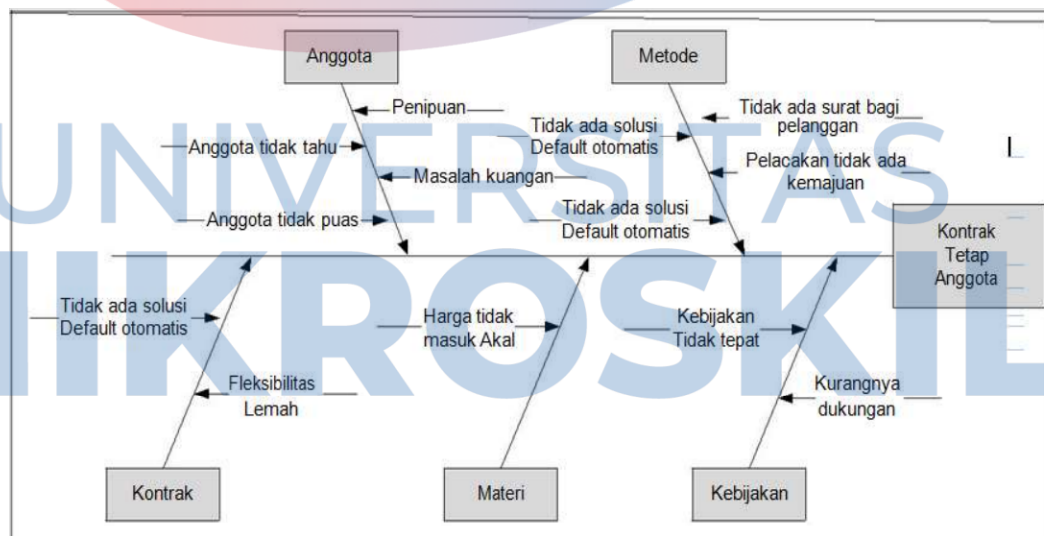 Anggota
Metode
Penipuan
Anggota tidak tahu
Masalah kuangan
Anggota tidak puas
Tidak ada solusi
Default otomatis
Tidak ada surat bagi
pelanggan
Pelacakan tidak ada
kemajuan
Tidak ada solusi
Default otomatis
Kontrak
Tetap
Anggota
Tidak ada solusi
Default otomatis
Fleksibilitas
Lemah
Harga tidak
masuk Akal
Kebijakan
Tidak tepat
Kurangnya
dukungan
Kontrak
Materi
Kebijakan
UNIVERSITAS
MIKROSKIL